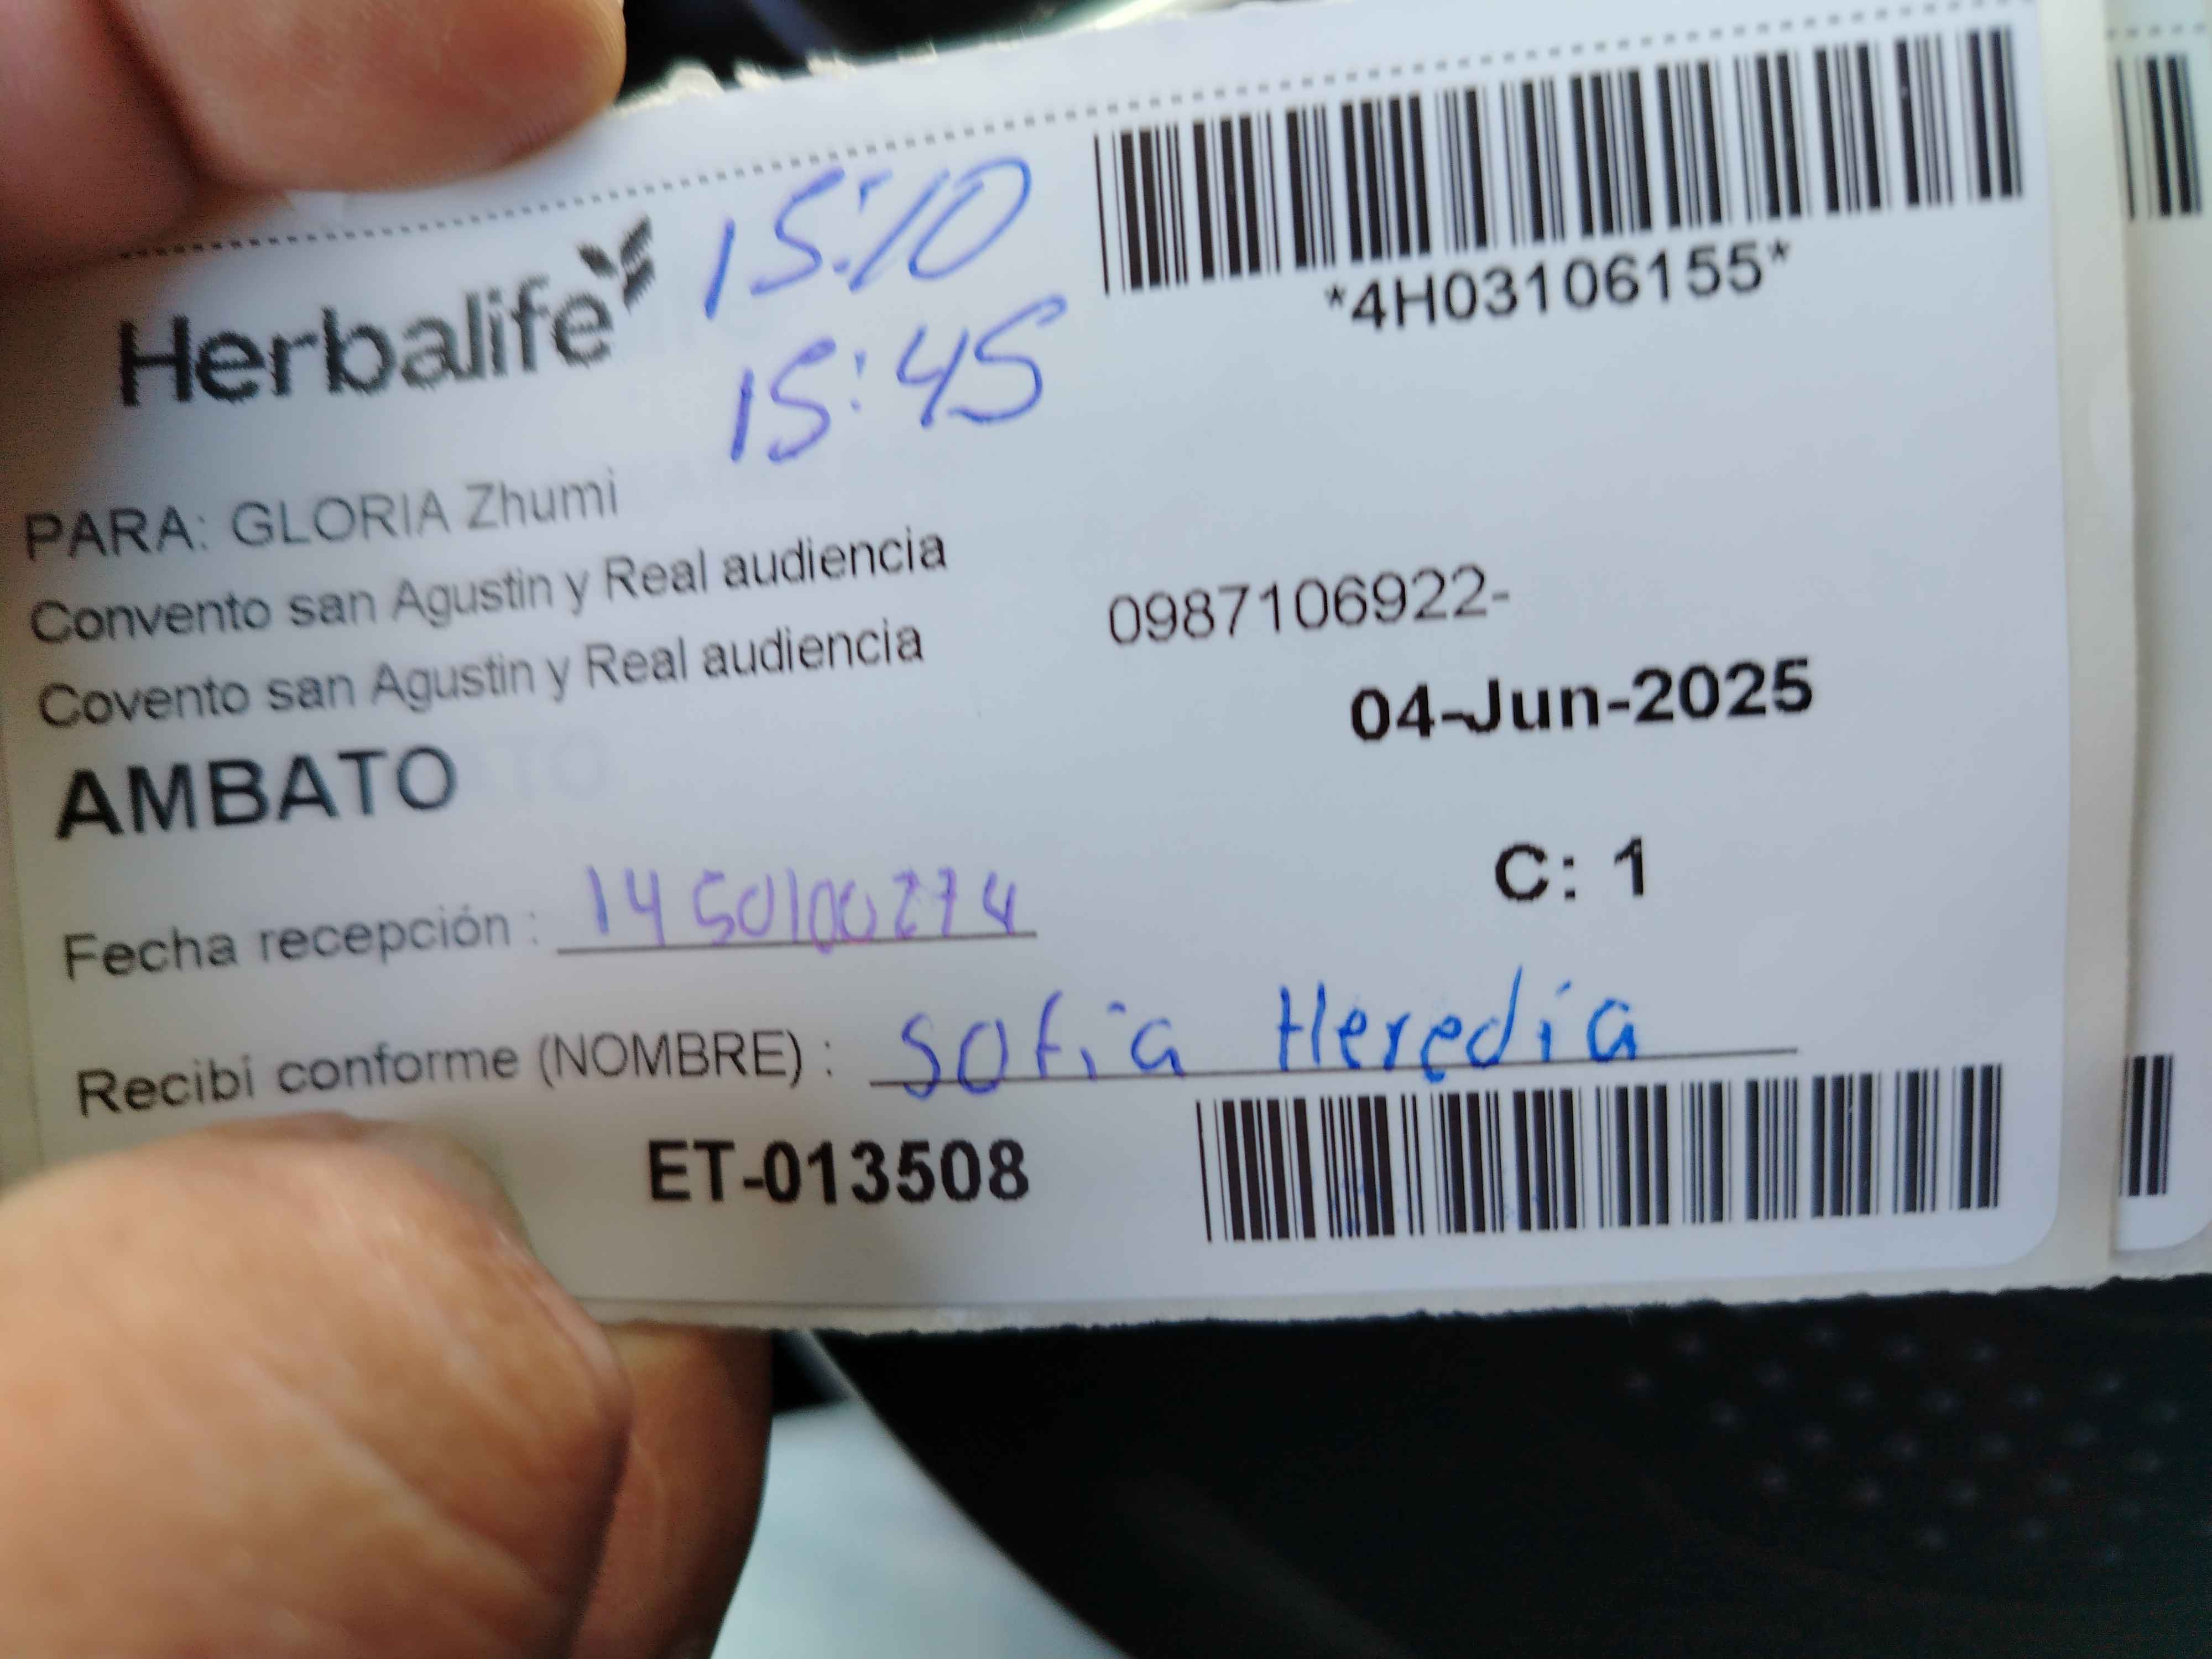 Herbalife
15:10
15:45
*4H03106155*
PARA: GLORIA Zhumi
Convento san Agustin y Real audiencia
0987106922-
Covento san Agustin y Real audiencia
04-Jun-2025
AMBATO
C: 1
Fecha recepción : 1450100274
Recibí conforme (NOMBRE) : Sofia Heredia
ET-013508